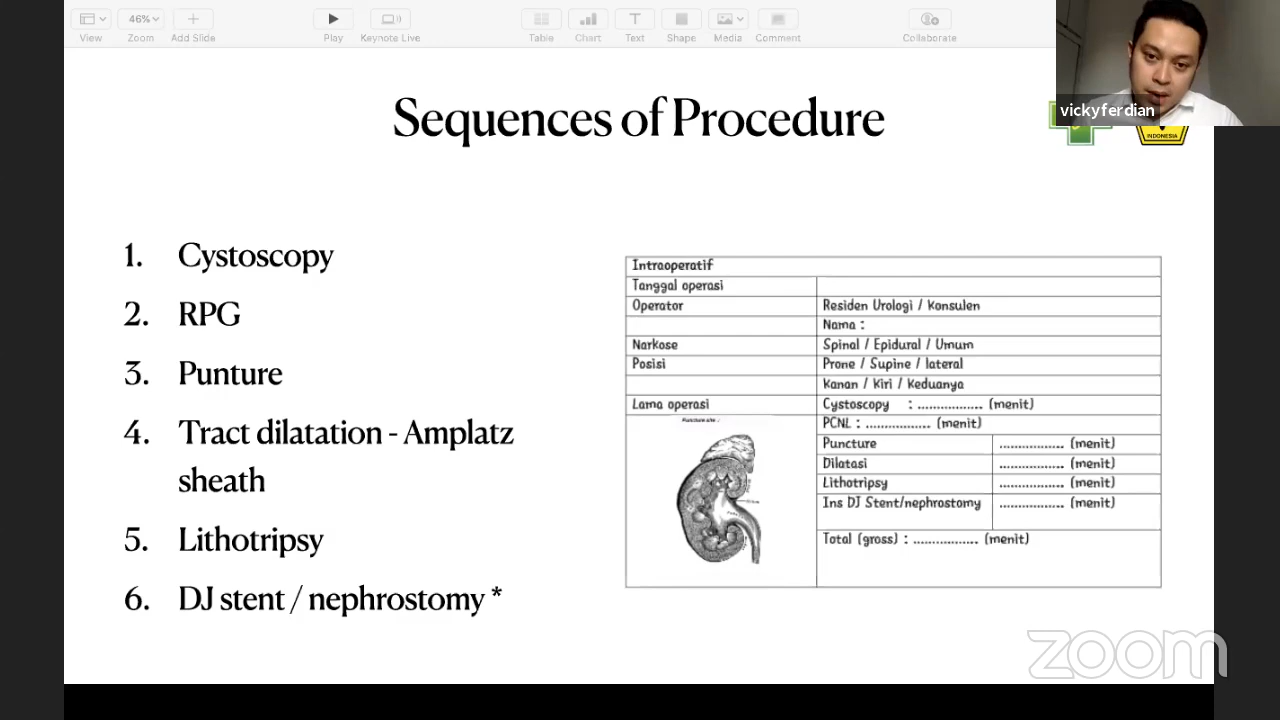 46%
View
Zoom
Add Slide
Play
Keynote Live
Table
Chart
Text
Shape
Media
Comment
Collaborate
vickyferdian
INDONESIA
Sequences of Procedure
1. Cystoscopy
2. RPG
3. Punture
4. Tract dilatation - Amplatz
sheath
5. Lithotripsy
6. DJ stent / nephrostomy *
Intraoperatif
Tanggal operasi
Operator Residen Urologi / Konsulen
Nama :
Narkose Spinal / Epidural / Umum
Posisi Prone / Supine / lateral
Kanan / Kiri / Keduanya
Lama operasi Cystoscopy : ................. (menit)
Puncture site
PCNL : ................. (menit)
Puncture ................. (menit)
Dilatasi ................. (menit)
Lithotripsy ................. (menit)
Ins DJ Stent/nephrostomy ................. (menit)
Total (gross) : ................. (menit)
zoom